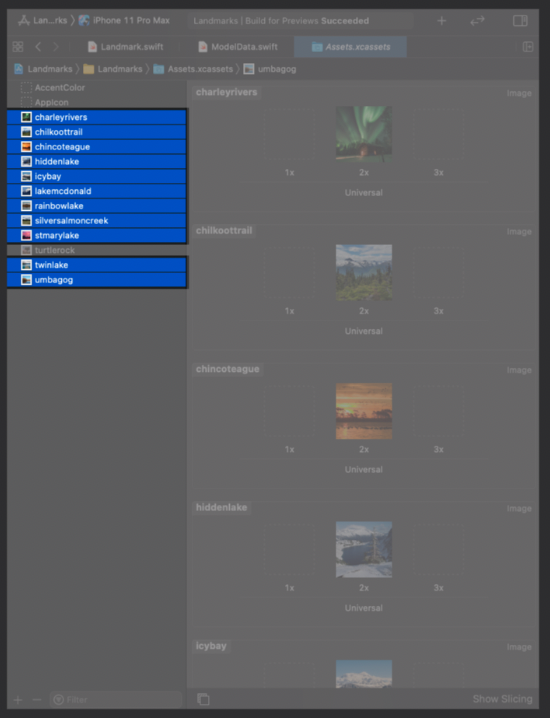 Lan...rks 〉 iPhone 11 Pro Max
Landmarks | Build for Previews Succeeded
Landmark.swift
ModelData.swift
Assets.xcassets
Landmarks 〉 Landmarks 〉 Assets.xcassets 〉 umbagog
AccentColor
AppIcon
charleyrivers
chilkoottrail
chincoteague
hiddenlake
icybay
lakemcdonald
rainbowlake
silversalmoncreek
stmarylake
turtlerock
twinlake
umbagog
Filter
charleyrivers
Image
1x 2x 3x
Universal
chilkoottrail
Image
1x 2x 3x
Universal
chincoteague
Image
1x 2x 3x
Universal
hiddenlake
Image
1x 2x 3x
Universal
icybay
Image
Show Slicing